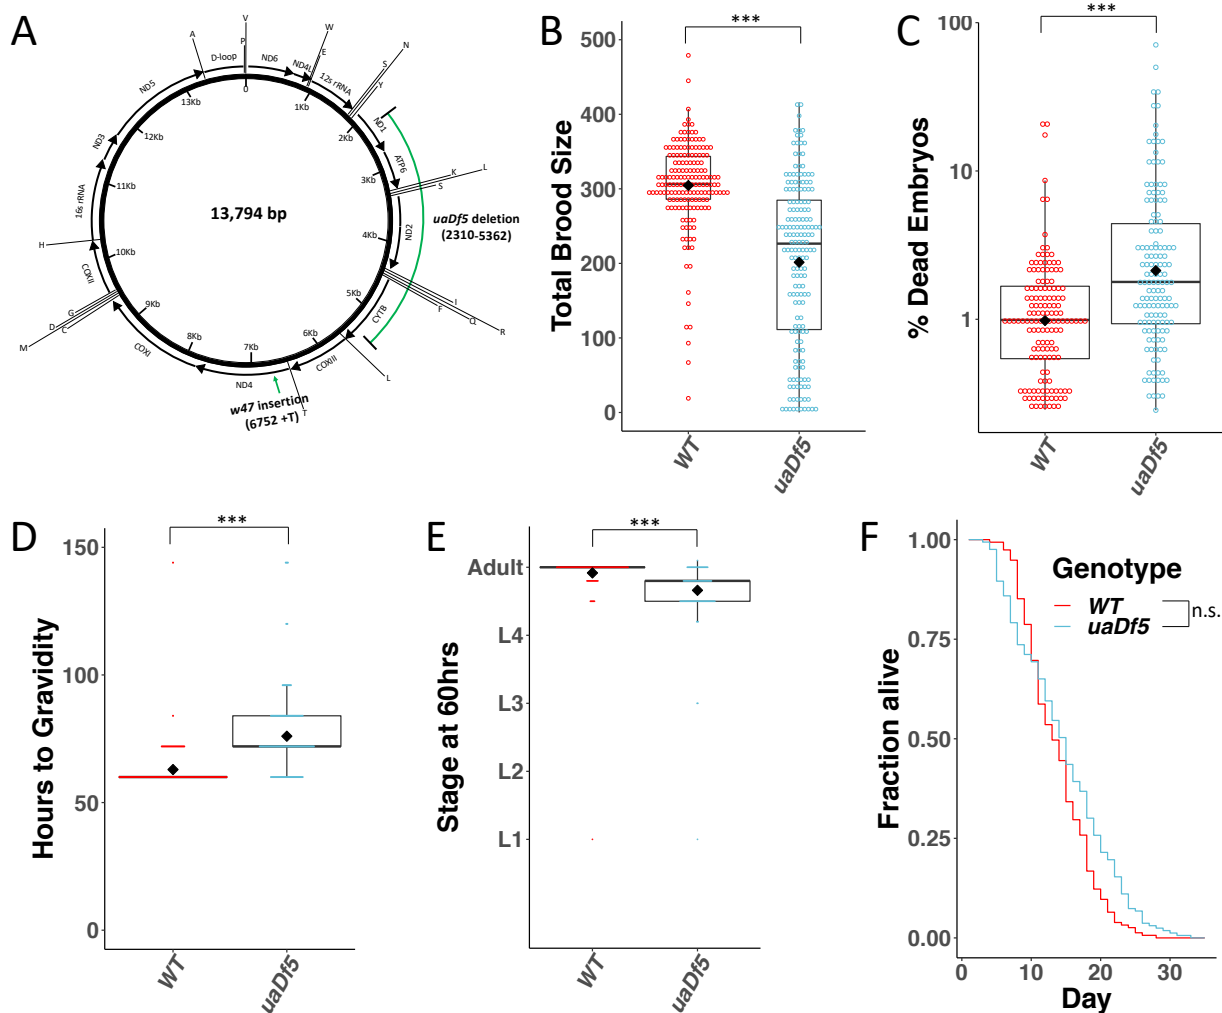 A
V
P
A
W
E
N
S
Y
D-loop
ND6
ND4L
12s rRNA
ND5
ND3
16s rRNA
ND1
ATP6
ND2
CYTB
COXIII
ND4
COXI
COXII
0
1Kb
2Kb
3Kb
4Kb
5Kb
6Kb
7Kb
8Kb
9Kb
10Kb
11Kb
12Kb
13Kb
L
K
S
I
F
Q
R
L
T
H
G
D
C
M
13,794 bp
uaDf5 deletion
(2310-5362)
w47 insertion
(6752 +T)
B
***
Total Brood Size
500
400
300
200
100
0
WT
uaDf5
C
***
% Dead Embryos
100
10
1
WT
uaDf5
D
***
Hours to Gravidity
150
100
50
0
WT
uaDf5
E
***
Stage at 60hrs
Adult
L4
L3
L2
L1
WT
uaDf5
F
Fraction alive
1.00
0.75
0.50
0.25
0.00
Genotype
WT
uaDf5
n.s.
0
10
20
30
Day